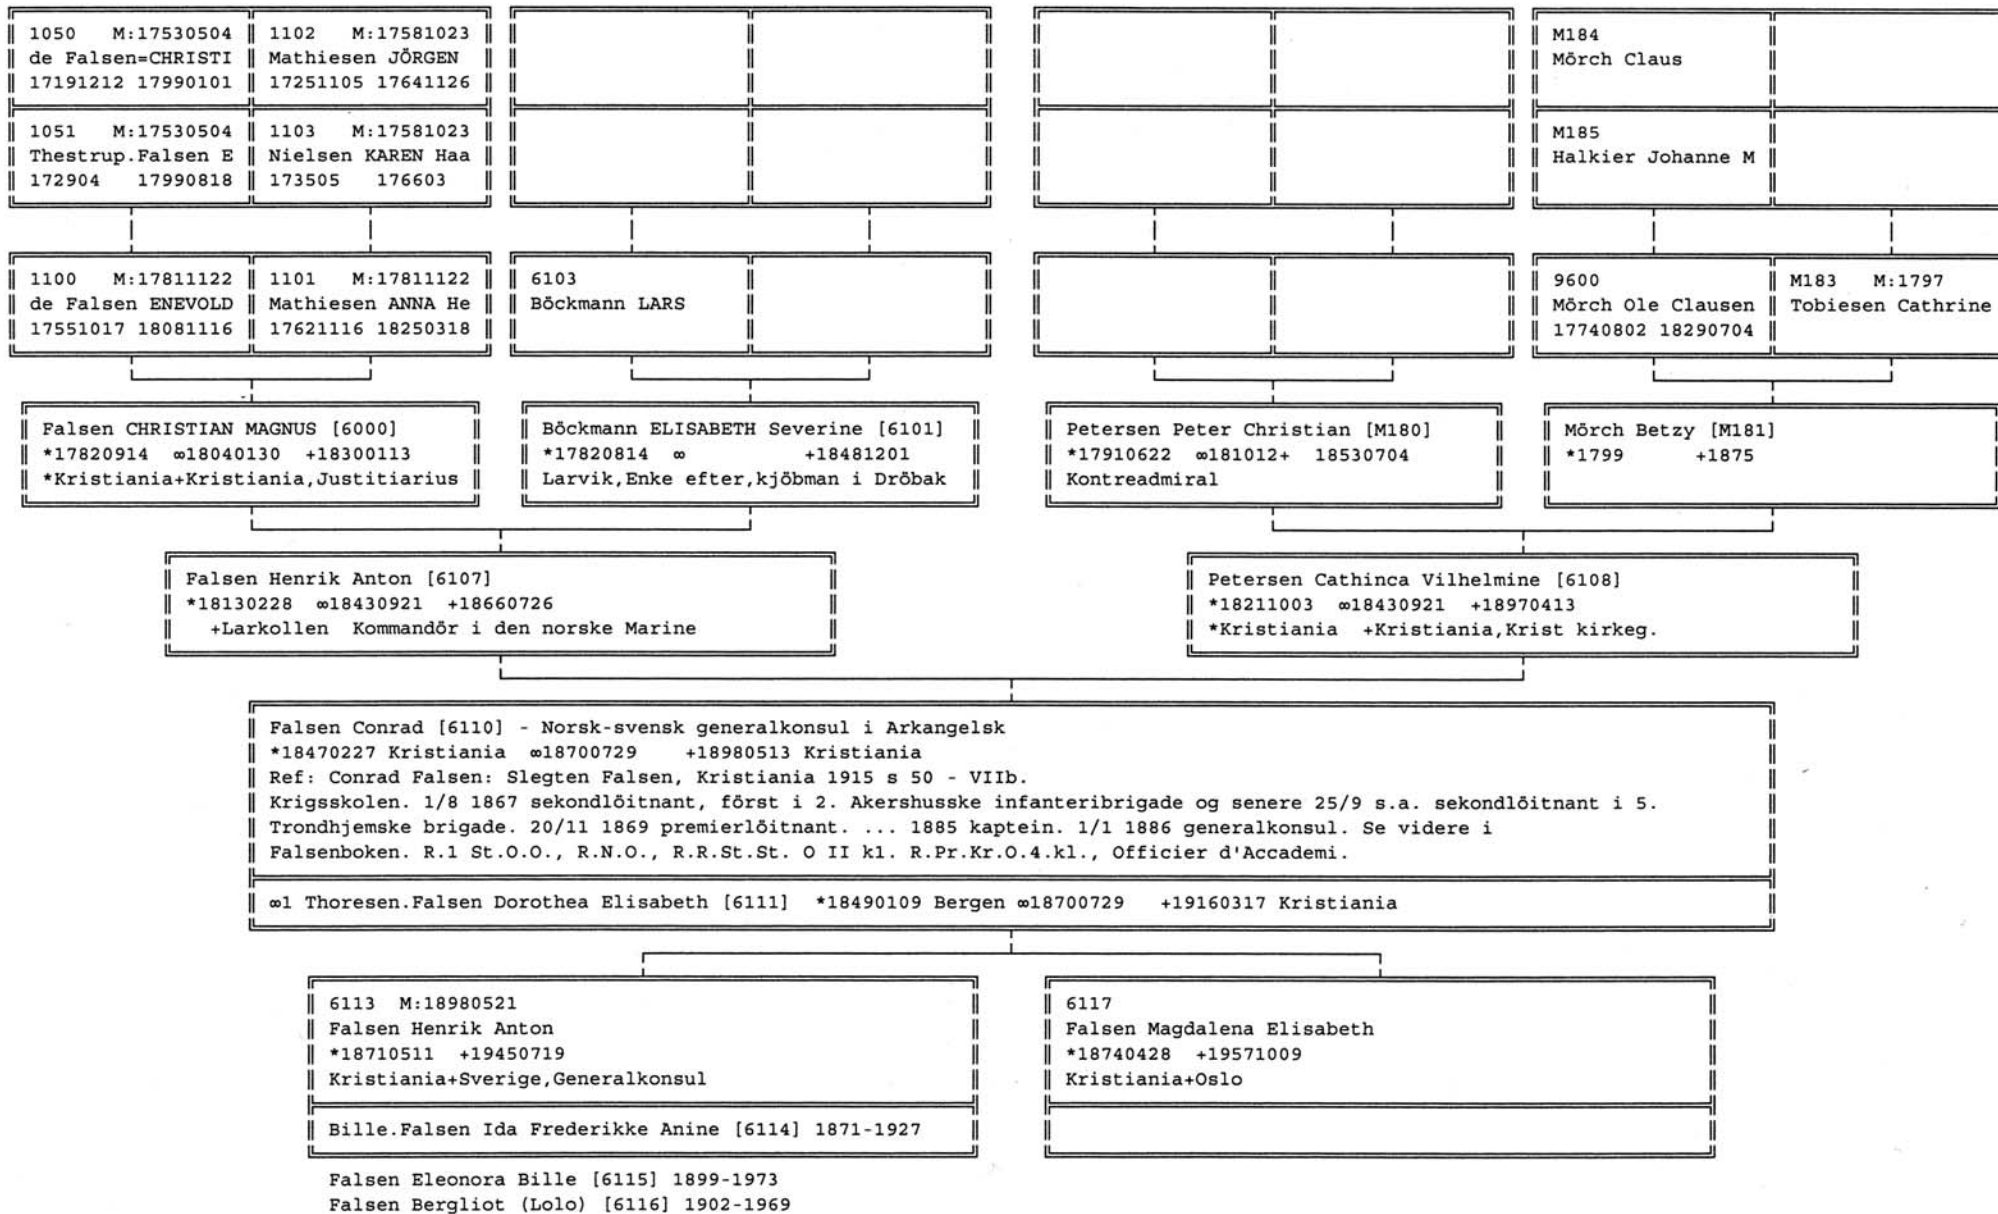 1050   M:17530504
de Falsen=CHRISTI
17191212 17990101
1102   M:17581023
Mathiesen JÖRGEN
17251105 17641126
M184
Mörch Claus
1051   M:17530504
Thestrup.Falsen E
172904   17990818
1103   M:17581023
Nielsen KAREN Haa
173505   176603
M185
Halkier Johanne M
1100   M:17811122
de Falsen ENEVOLD
17551017 18081116
1101   M:17811122
Mathiesen ANNA He
17621116 18250318
6103
Böckmann LARS
9600
Mörch Ole Clausen
17740802 18290704
M183   M:1797
Tobiesen Cathrine
Falsen CHRISTIAN MAGNUS [6000]
*17820914  ∞18040130  +18300113
*Kristiania+Kristiania,Justitiarius
Böckmann ELISABETH Severine [6101]
*17820814  ∞          +18481201
Larvik,Enke efter,kjöbman i Dröbak
Petersen Peter Christian [M180]
*17910622  ∞181012+  18530704
Kontreadmiral
Mörch Betzy [M181]
*1799       +1875
Falsen Henrik Anton [6107]
*18130228  ∞18430921  +18660726
+Larkollen  Kommandör i den norske Marine
Petersen Cathinca Vilhelmine [6108]
*18211003  ∞18430921  +18970413
*Kristiania  +Kristiania,Krist kirkeg.
Falsen Conrad [6110] - Norsk-svensk generalkonsul i Arkangelsk
*18470227 Kristiania  ∞18700729    +18980513 Kristiania
Ref: Conrad Falsen: Slegten Falsen, Kristiania 1915 s 50 - VIIb.
Krigsskolen. 1/8 1867 sekondlöitnant, först i 2. Akershusske infanteribrigade og senere 25/9 s.a. sekondlöitnant i 5.
Trondhjemske brigade. 20/11 1869 premierlöitnant. ... 1885 kaptein. 1/1 1886 generalkonsul. Se videre i
Falsenboken. R.1 St.O.O., R.N.O., R.R.St.St. O II kl. R.Pr.Kr.O.4.kl., Officier d'Accademi.
∞1 Thoresen.Falsen Dorothea Elisabeth [6111]  *18490109 Bergen ∞18700729   +19160317 Kristiania
6113  M:18980521
Falsen Henrik Anton
*18710511  +19450719
Kristiania+Sverige,Generalkonsul
Bille.Falsen Ida Frederikke Anine [6114] 1871-1927
Falsen Eleonora Bille [6115] 1899-1973
Falsen Bergliot (Lolo) [6116] 1902-1969
6117
Falsen Magdalena Elisabeth
*18740428  +19571009
Kristiania+Oslo